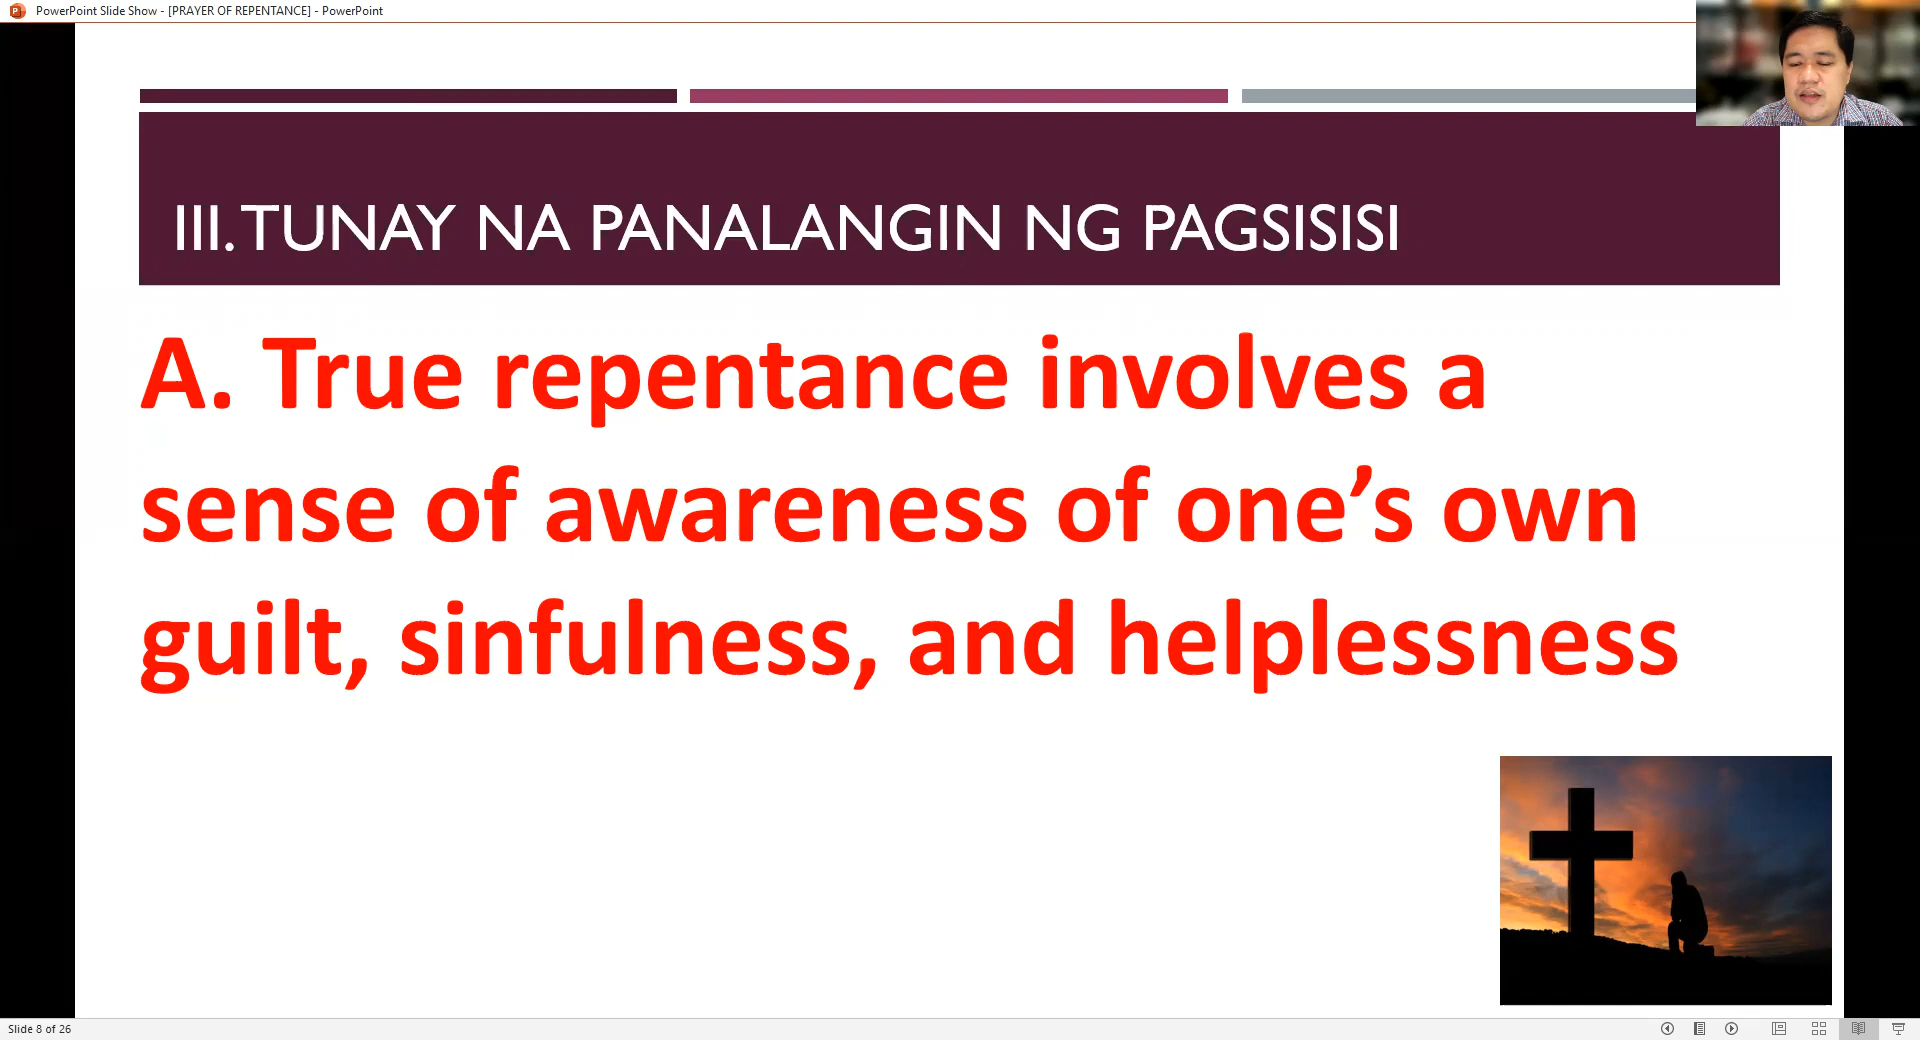 PowerPoint Slide Show - [PRAYER OF REPENTANCE] - PowerPoint
III. TUNAY NA PANALANGIN NG PAGSISISI
A. True repentance involves a
sense of awareness of one’s own
guilt, sinfulness, and helplessness
Slide 8 of 26